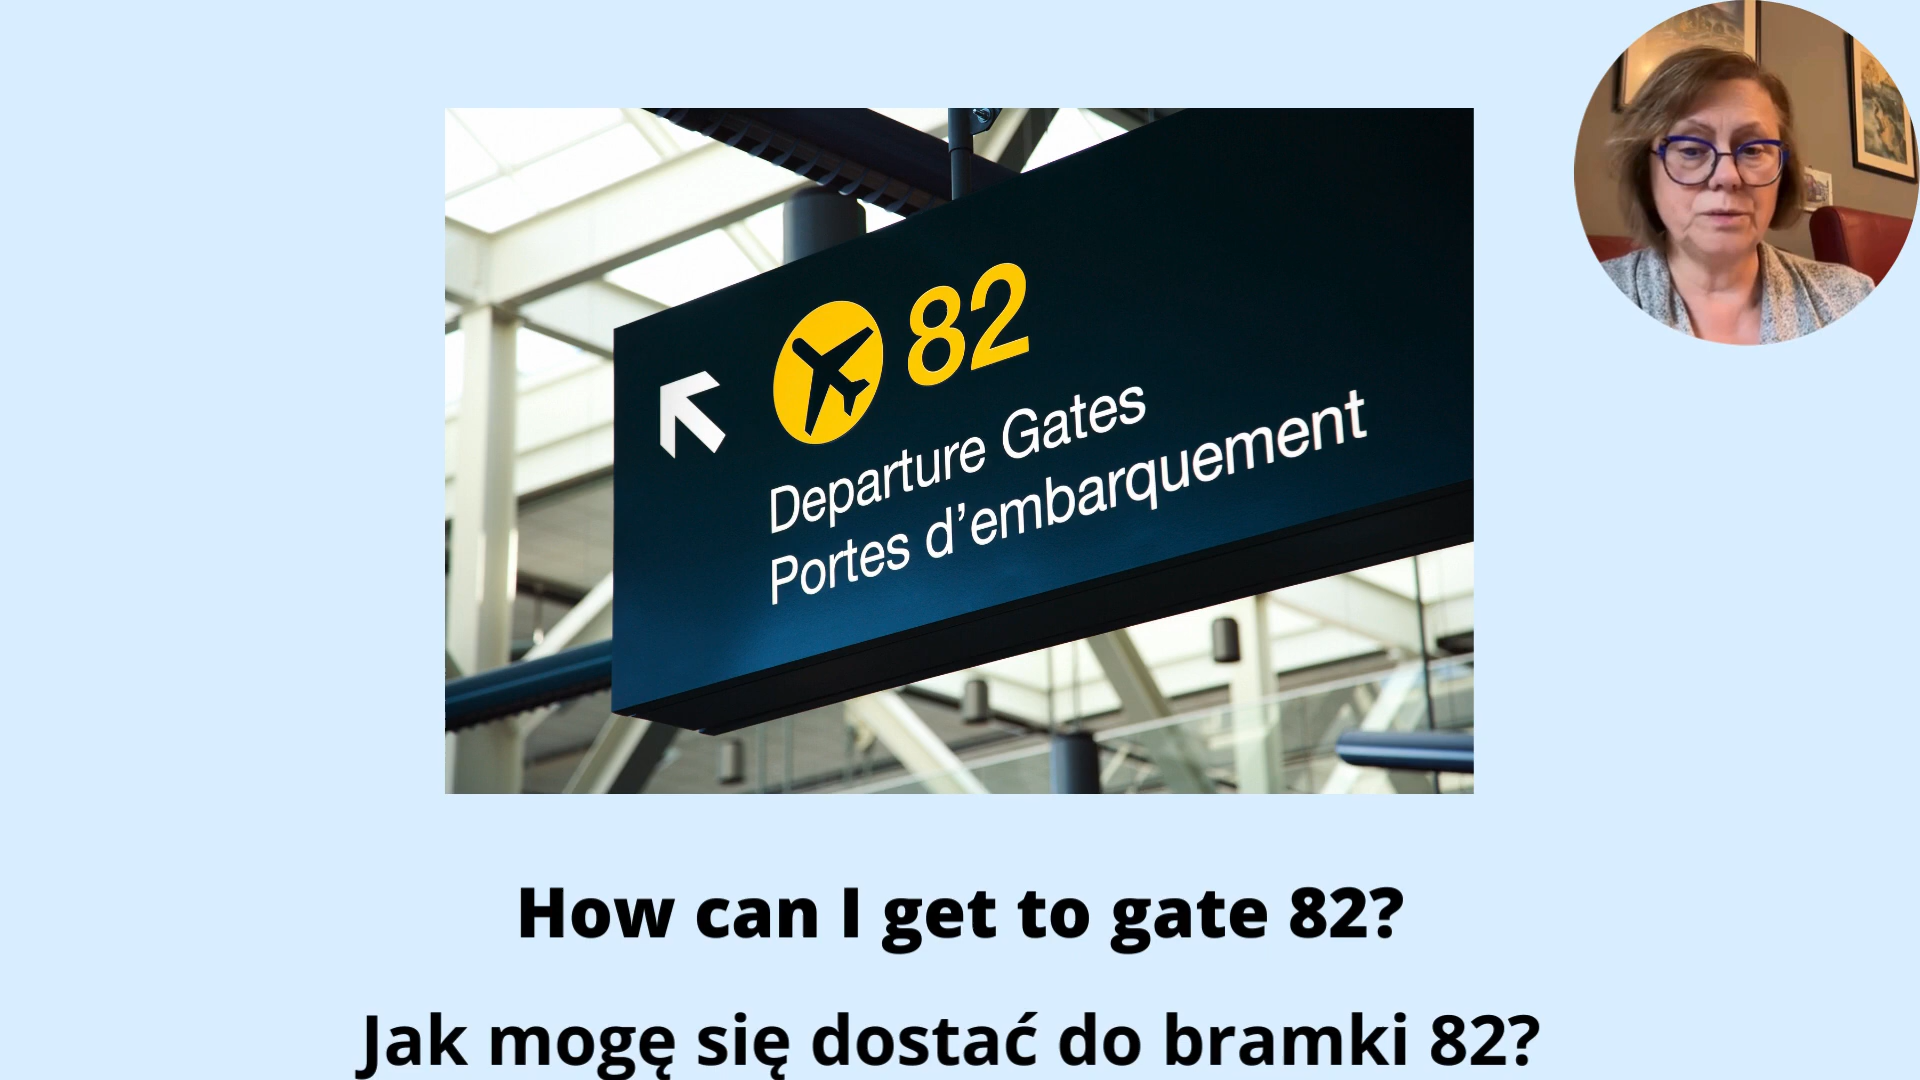 82
Departure Gates
Portes d'embarquement
How can I get to gate 82?
Jak mogę się dostać do bramki 82?